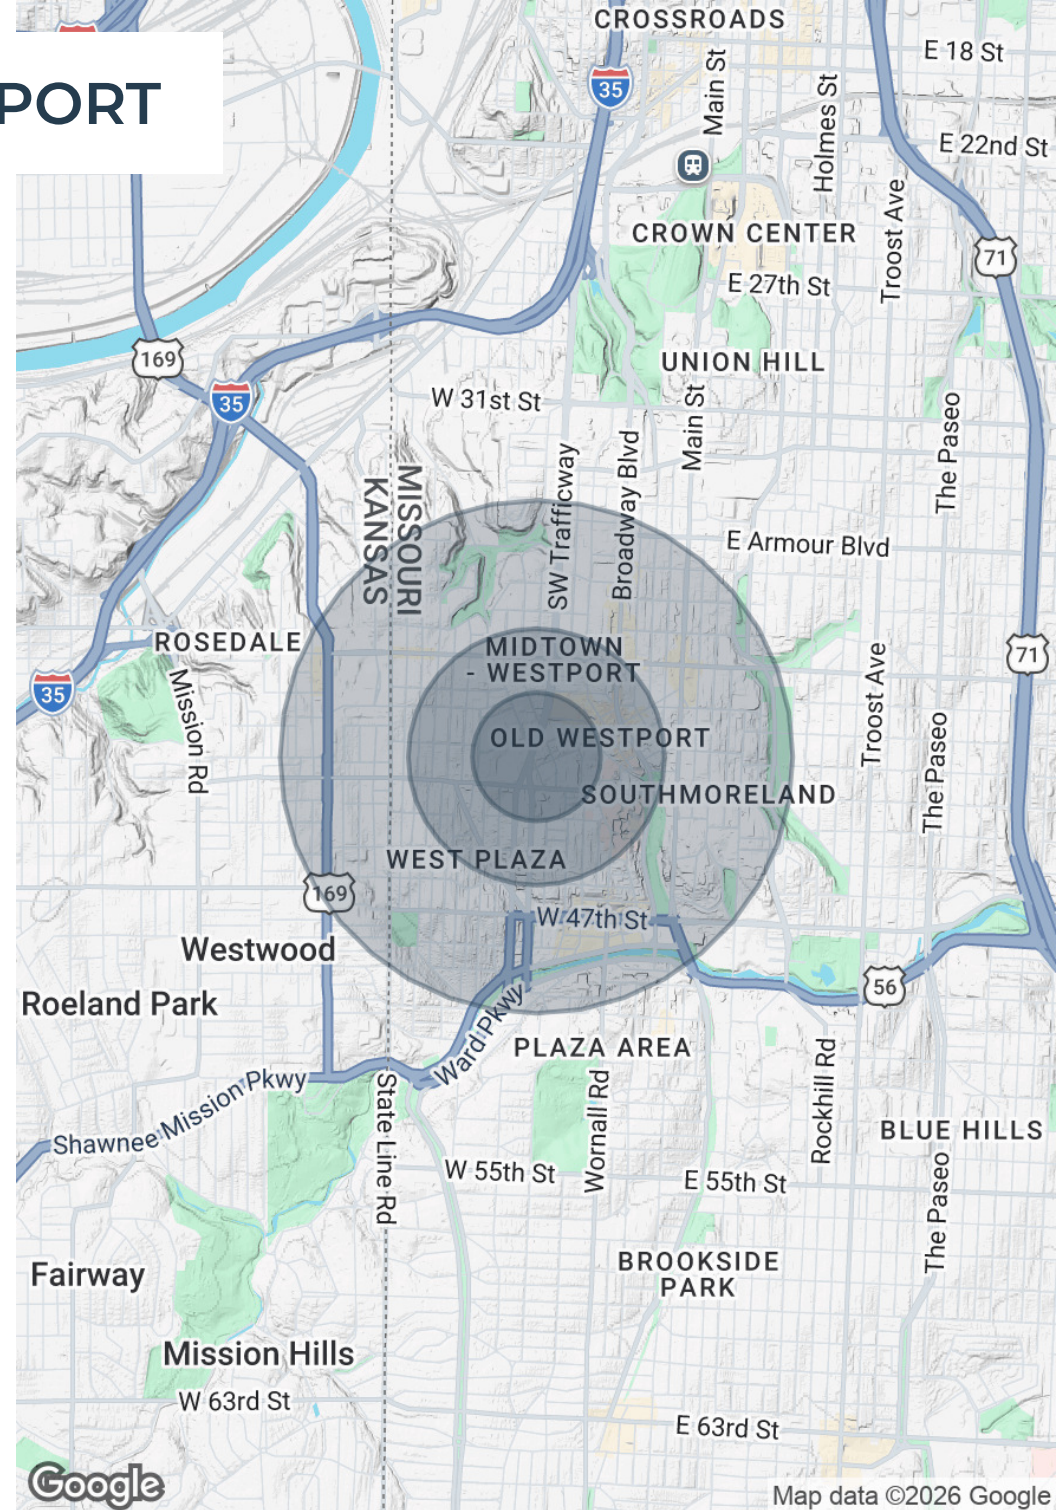 CROSSROADS
E 18 St
35
Main St
PORT
Holmes St
E 22nd St
Troost Ave
CROWN CENTER
71
E 27th St
169
UNION HILL
35
W 31st St
Main St
The Paseo
SW Trafficway
Broadway Blvd
MISSOURI
KANSAS
E Armour Blvd
ROSEDALE
MIDTOWN
- WESTPORT
71
35
Mission Rd
Troost Ave
The Paseo
OLD WESTPORT
SOUTHMORELAND
WEST PLAZA
169
W 47th St
Westwood
56
Roeland Park
Ward Pkwy
PLAZA AREA
Shawnee Mission Pkwy
State Line Rd
Wornall Rd
Rockhill Rd
BLUE HILLS
W 55th St
E 55th St
The Paseo
Fairway
BROOKSIDE
PARK
Mission Hills
W 63rd St
E 63rd St
Google
Map data ©2026 Google